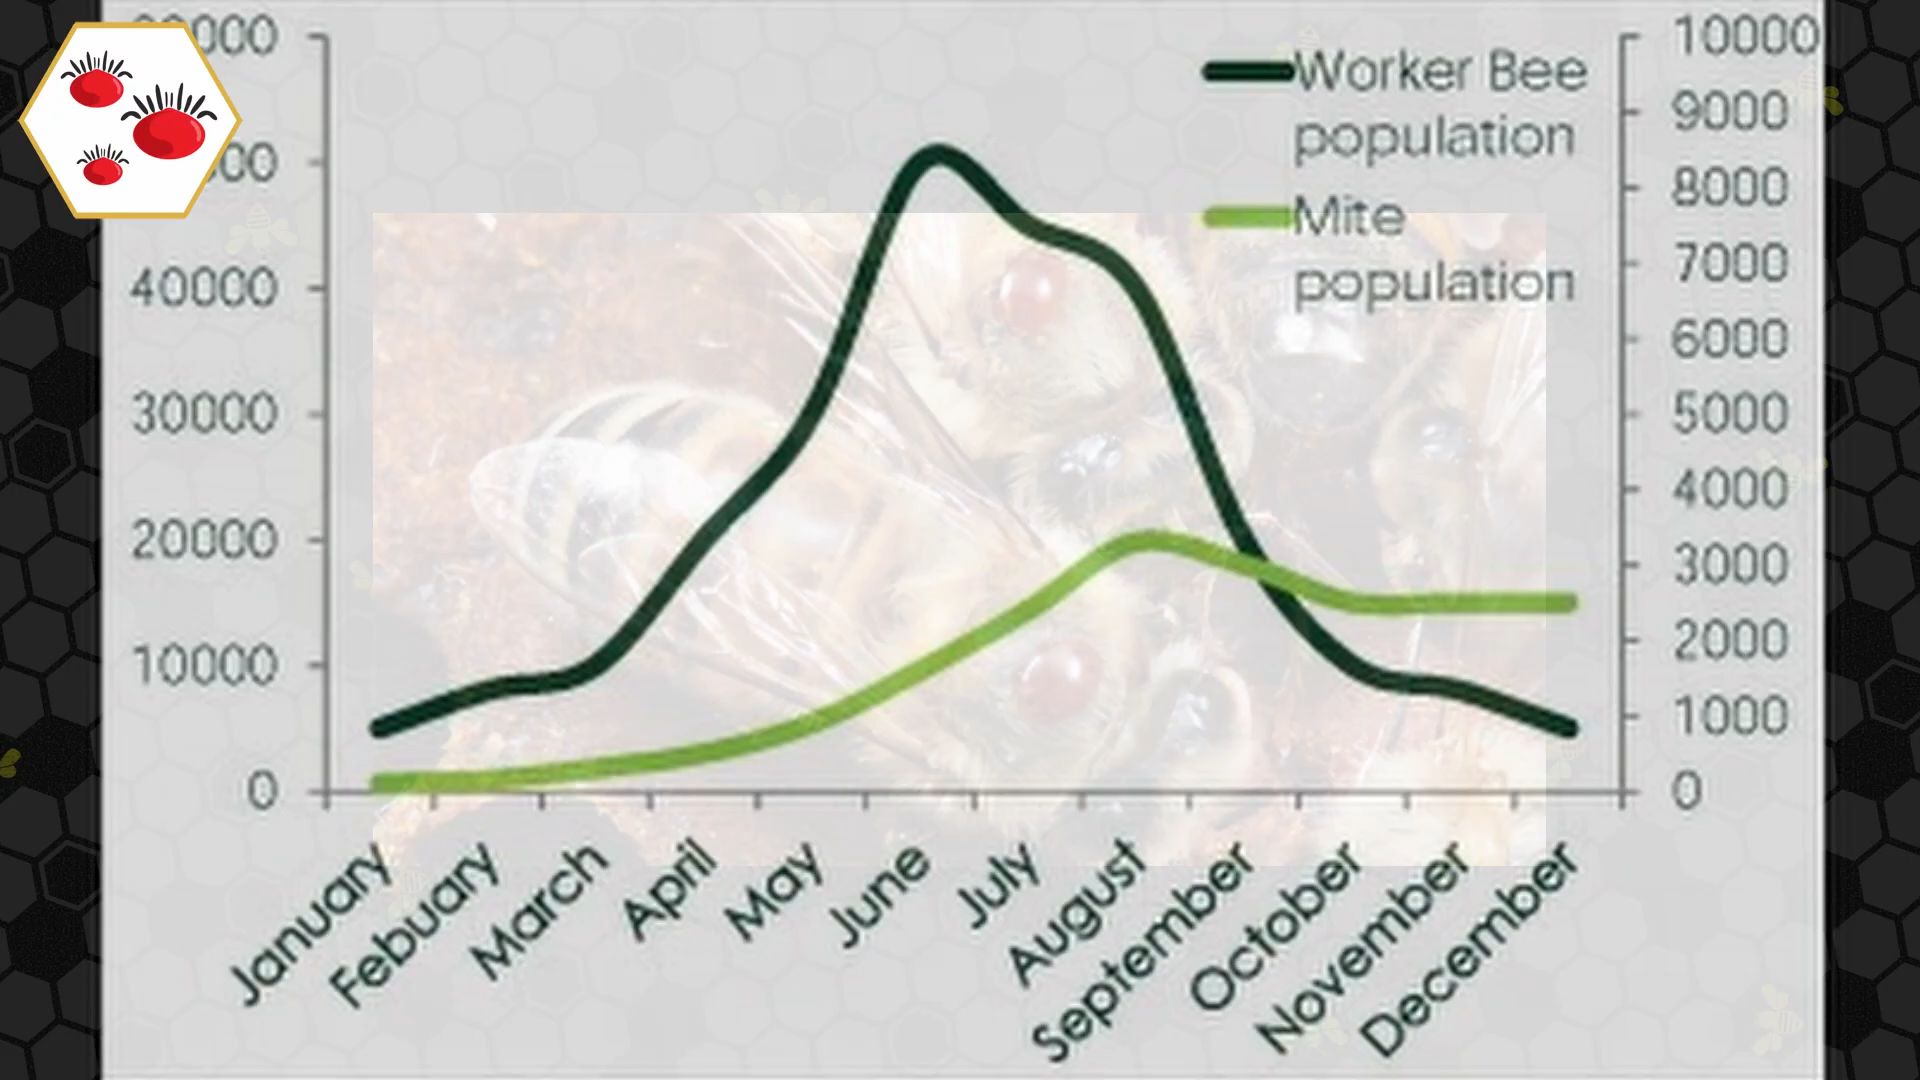 Worker Bee
population
Mite
population
40000
30000
20000
10000
0
10000
9000
8000
7000
6000
5000
4000
3000
2000
1000
0
January
Febuary
March
April
May
June
July
August
September
October
November
December